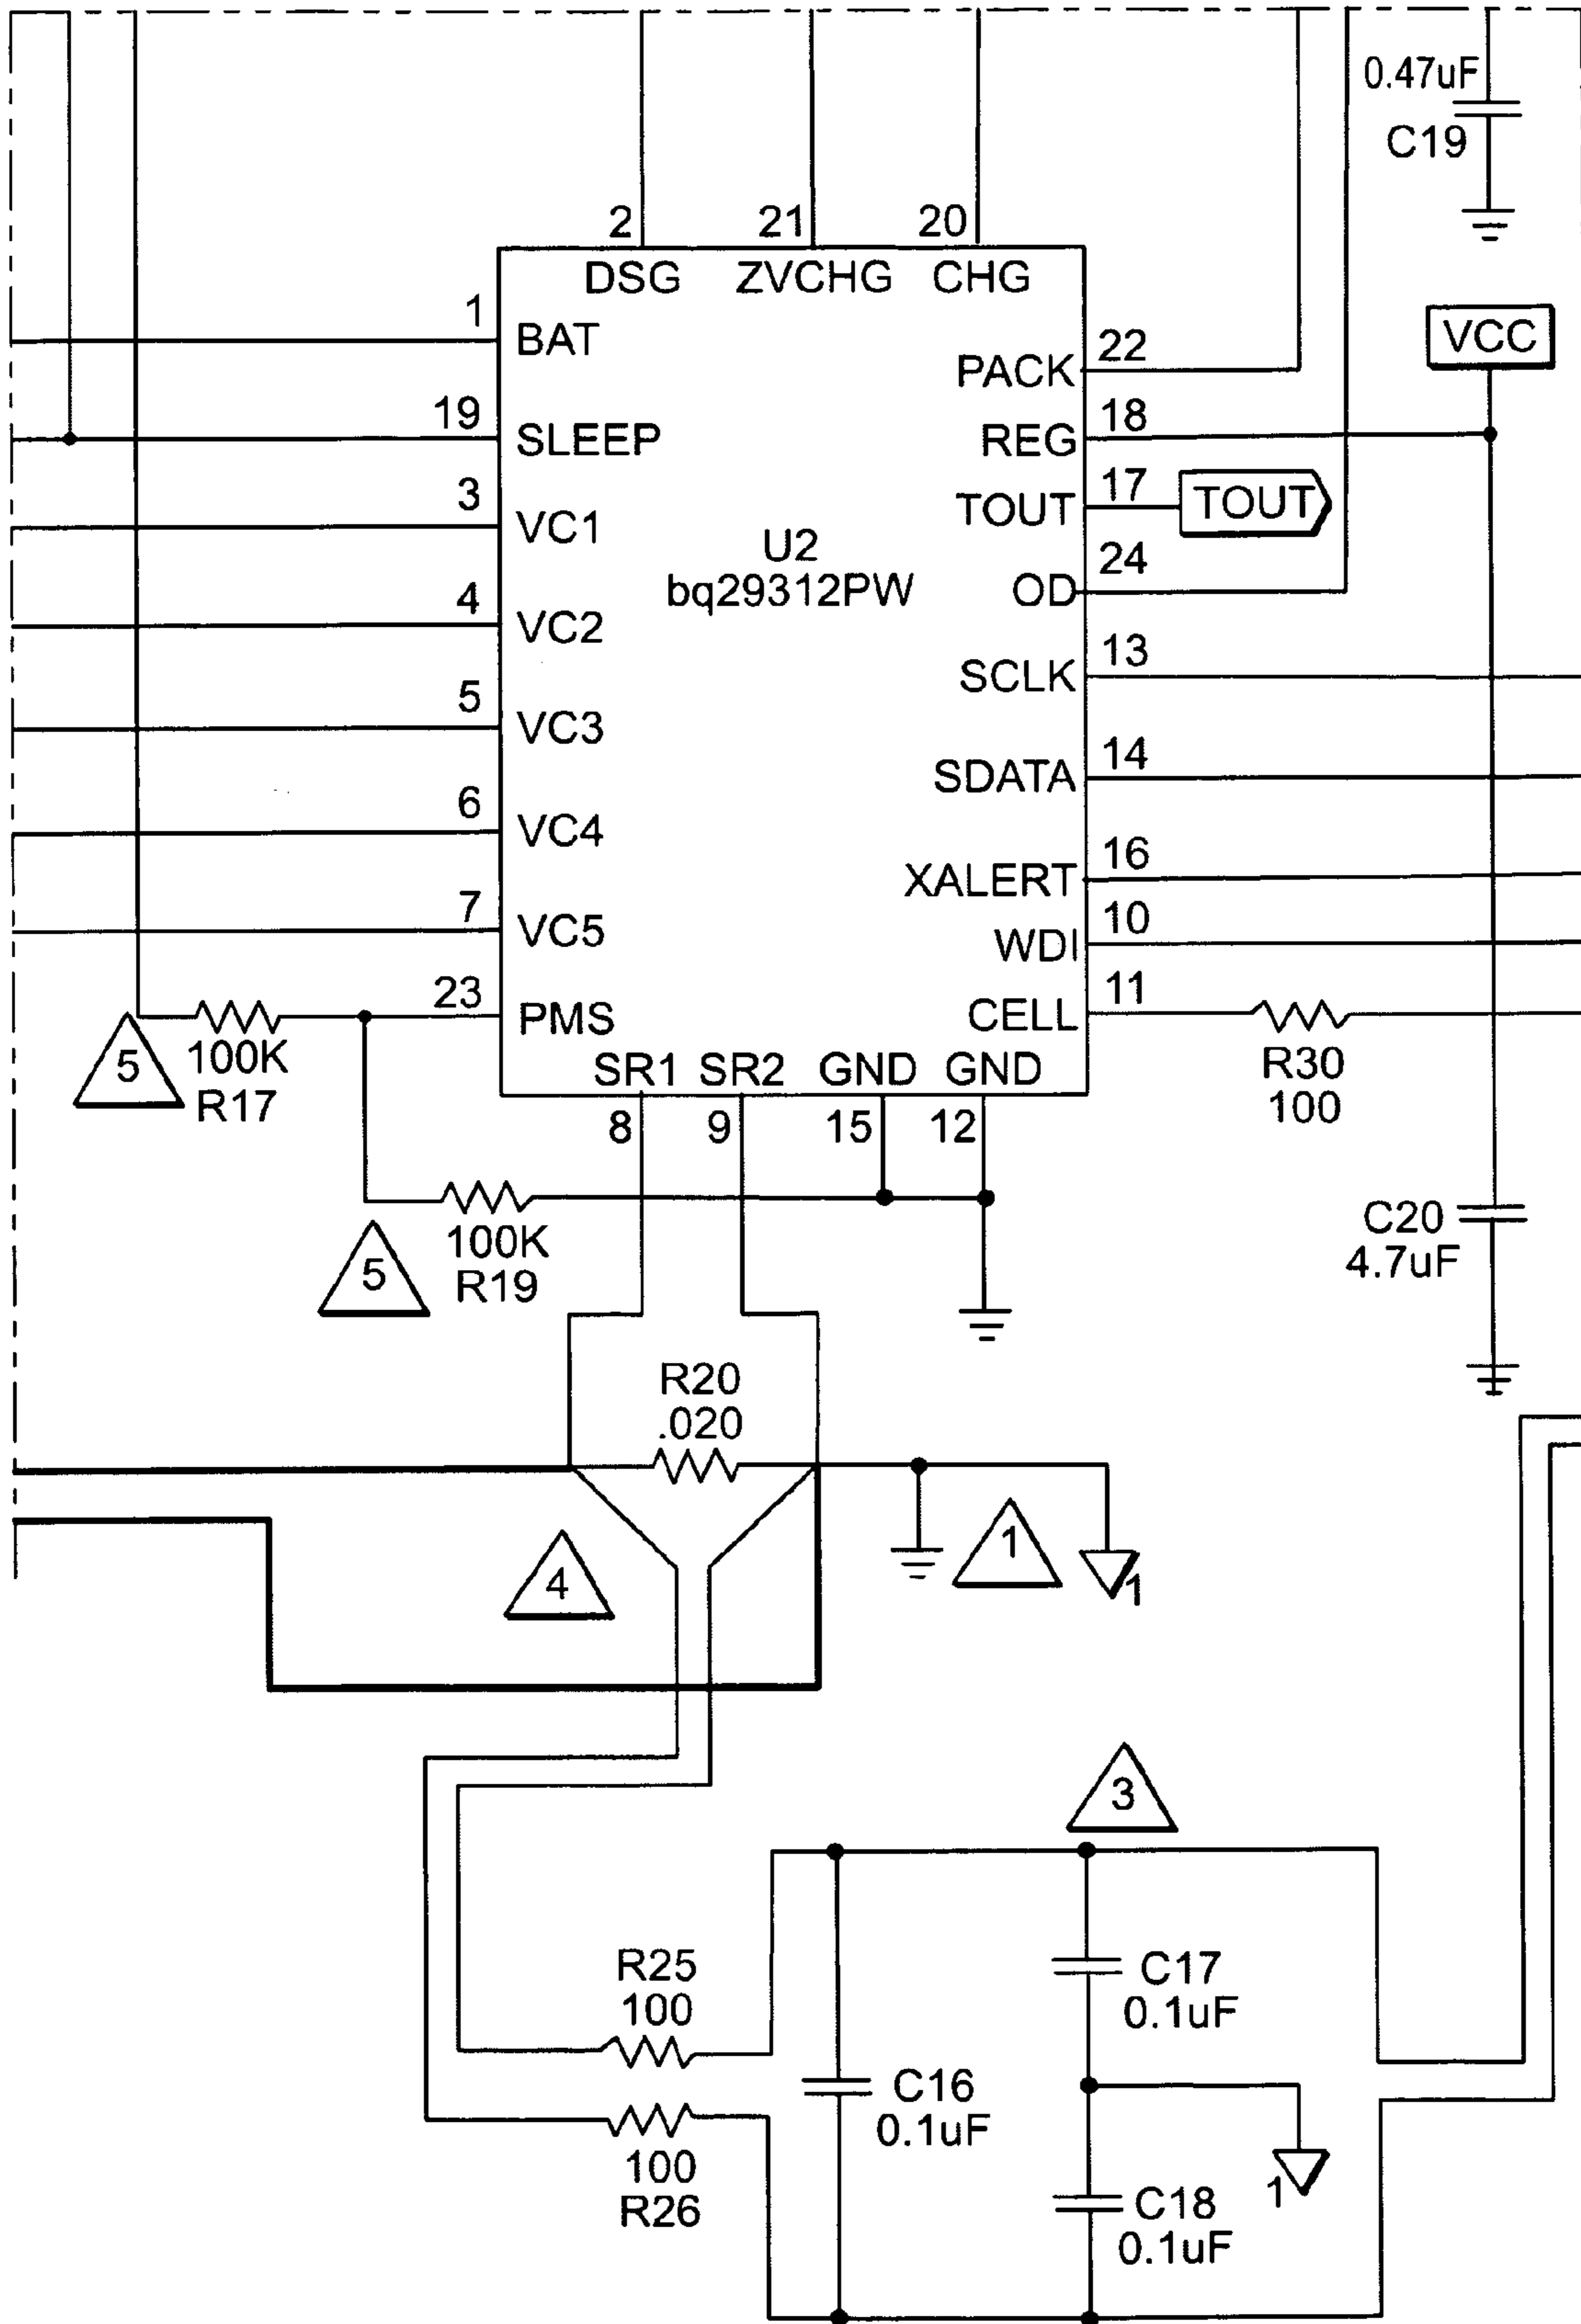 0.47uF
C19
2
21
20
DSG
ZVCHG
CHG
1
BAT
VCC
22
PACK
19
SLEEP
18
REG
3
VC1
17
TOUT
TOUT
U2
bq29312PW
24
OD
4
VC2
13
SCLK
5
VC3
14
SDATA
6
VC4
16
XALERT
7
VC5
10
WDI
23
PMS
11
CELL
5
100K
R17
SR1
SR2
GND
GND
R30
100
8
9
15
12
5
100K
R19
C20
4.7uF
R20
.020
4
1
1
3
R25
100
C17
0.1uF
C16
0.1uF
100
R26
1
C18
0.1uF